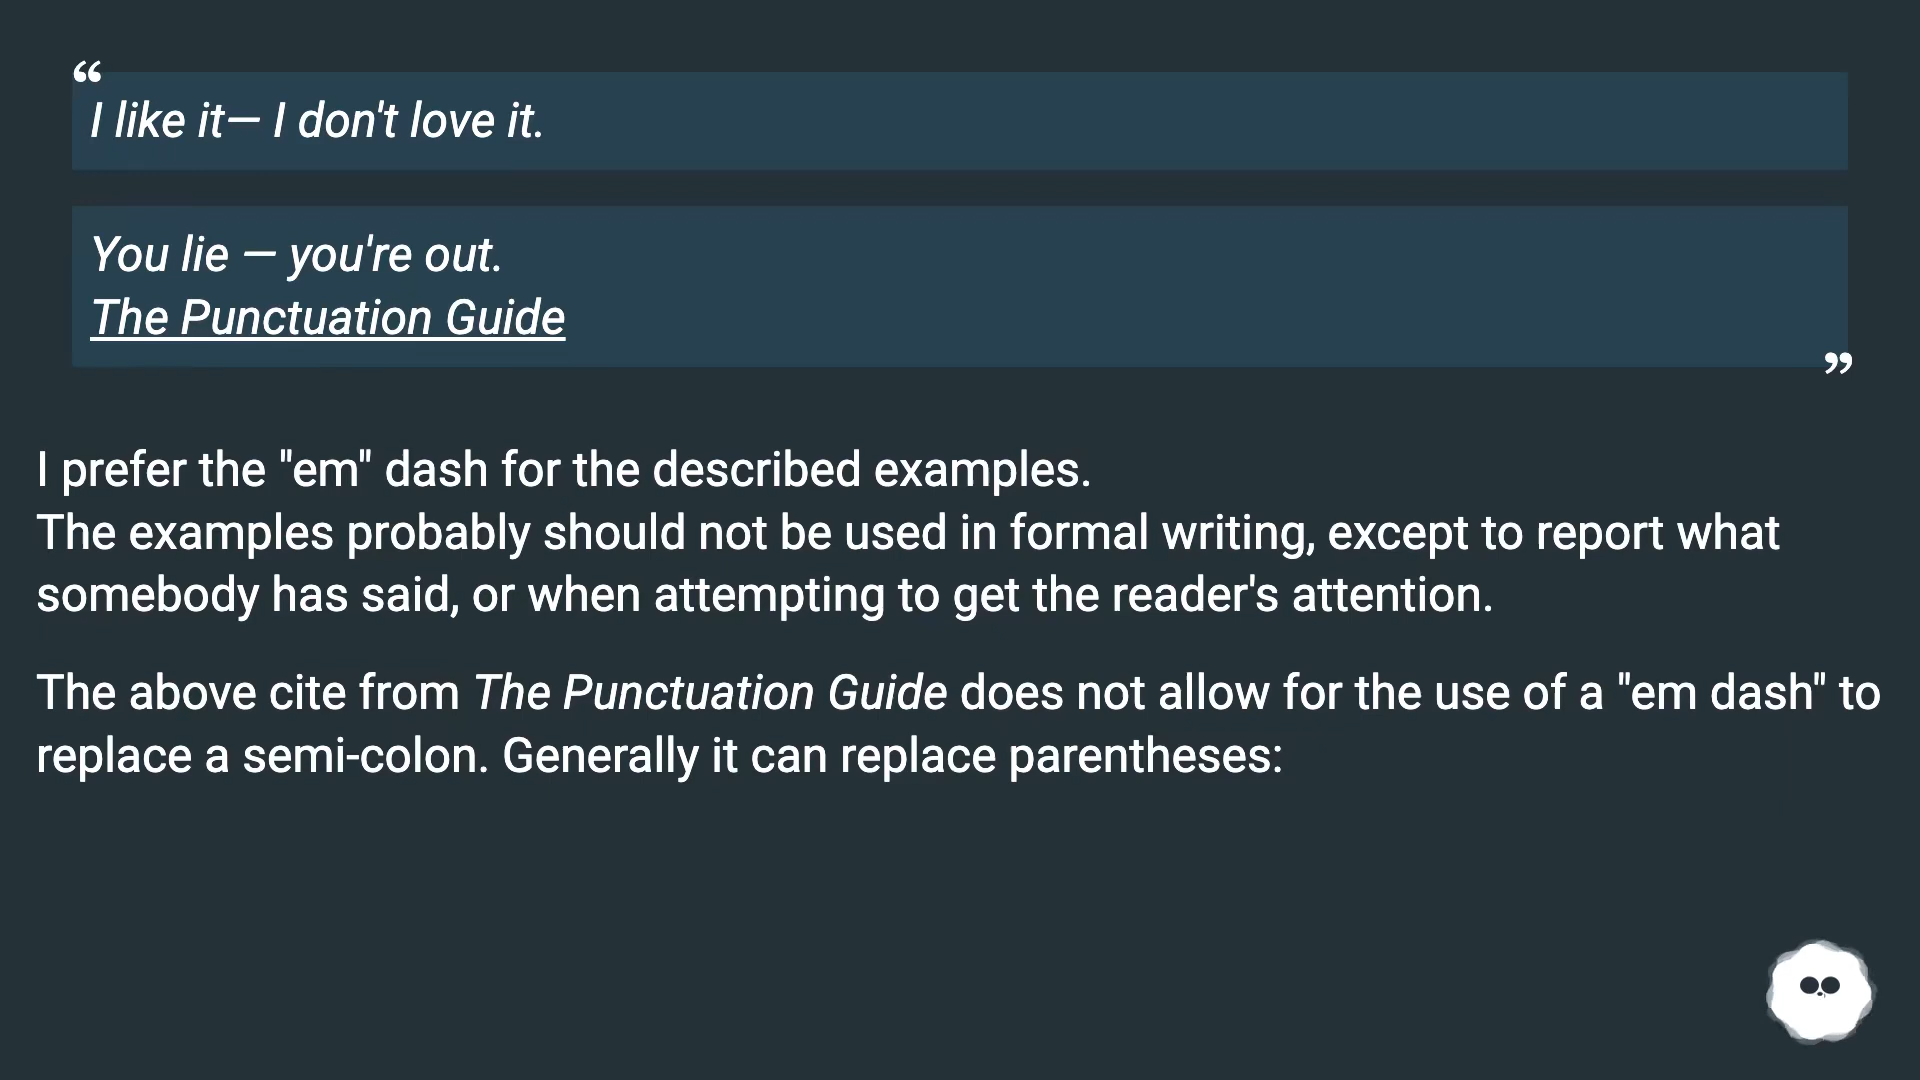 “
I like it— I don't love it.
You lie — you're out.
The Punctuation Guide
”
I prefer the "em" dash for the described examples.
The examples probably should not be used in formal writing, except to report what
somebody has said, or when attempting to get the reader's attention.
The above cite from The Punctuation Guide does not allow for the use of a "em dash" to
replace a semi-colon. Generally it can replace parentheses: